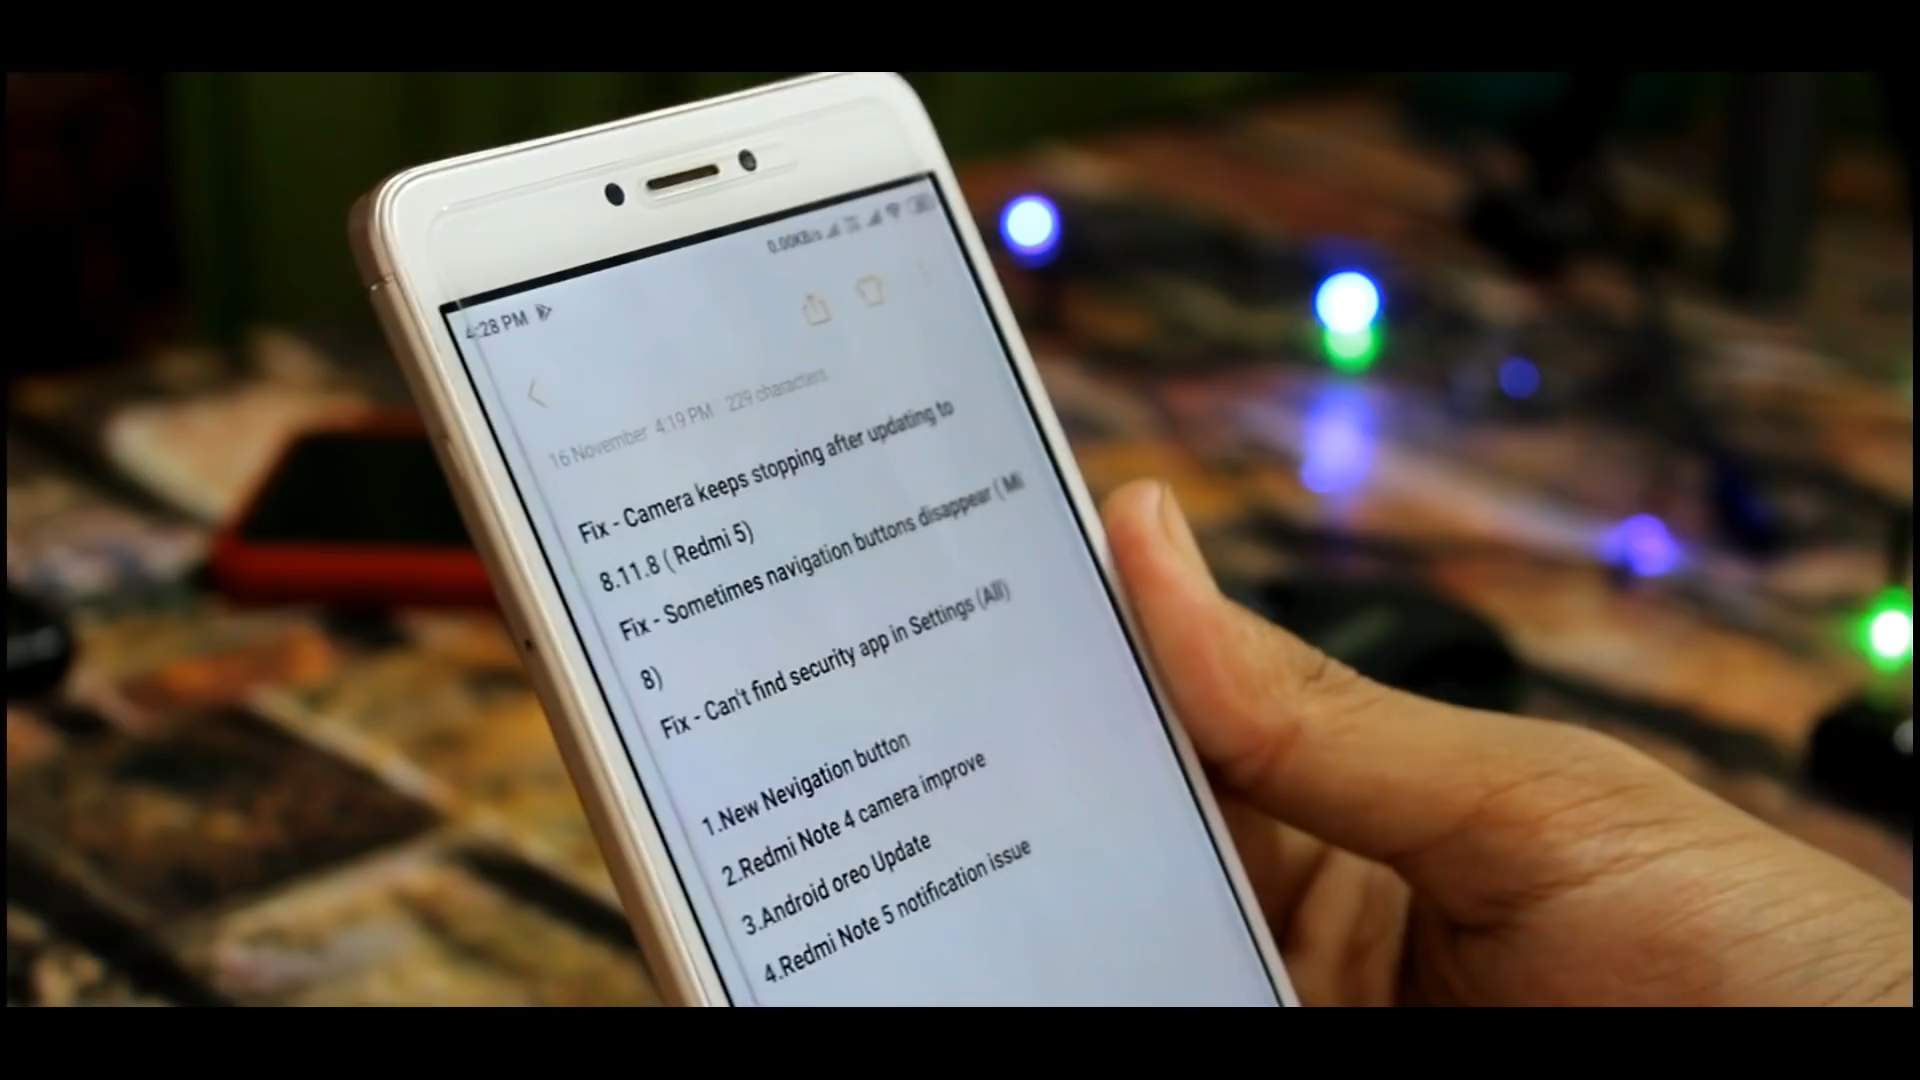 4:28 PM
0.00KB/s
16 November 4:19 PM 229 characters
Fix - Camera keeps stopping after updating to
8.11.8 ( Redmi 5)
Fix - Sometimes navigation buttons disappear ( Mi
8)
Fix - Can't find security app in Settings (All)
1.New Nevigation button
2.Redmi Note 4 camera improve
3.Android oreo Update
4.Redmi Note 5 notification issue